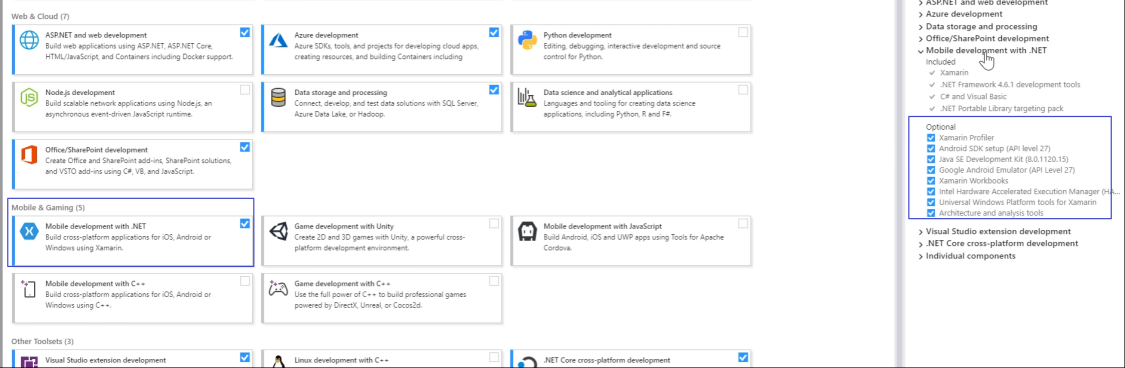 Web & Cloud (7)
ASP.NET and web development
Build web applications using ASP.NET, ASP.NET Core,
HTML/JavaScript, and Containers including Docker support.
Azure development
Azure SDKs, tools, and projects for developing cloud apps,
creating resources, and building Containers including
Python development
Editing, debugging, interactive development and source
control for Python.
Node.js development
Build scalable network applications using Node.js, an
asynchronous event-driven JavaScript runtime.
Data storage and processing
Connect, develop, and test data solutions with SQL Server,
Azure Data Lake, or Hadoop.
Data science and analytical applications
Languages and tooling for creating data science
applications, including Python, R and F#.
Office/SharePoint development
Create Office and SharePoint add-ins, SharePoint solutions,
and VSTO add-ins using C#, VB, and JavaScript.
Mobile & Gaming (5)
Mobile development with .NET
Build cross-platform applications for iOS, Android or
Windows using Xamarin.
Game development with Unity
Create 2D and 3D games with Unity, a powerful cross-
platform development environment.
Mobile development with JavaScript
Build Android, iOS and UWP apps using Tools for Apache
Cordova.
Mobile development with C++
Build cross-platform applications for iOS, Android or
Windows using C++.
Game development with C++
Use the full power of C++ to build professional games
powered by DirectX, Unreal, or Cocos2d.
Other Toolsets (3)
Visual Studio extension development
Linux development with C++
.NET Core cross-platform development
ASP.NET and web development
Azure development
Data storage and processing
Office/SharePoint development
Mobile development with .NET
Included
Xamarin
.NET Framework 4.6.1 development tools
C# and Visual Basic
.NET Portable Library targeting pack
Optional
Xamarin Profiler
Android SDK setup (API level 27)
Java SE Development Kit (8.0.1120.15)
Google Android Emulator (API Level 27)
Xamarin Workbooks
Intel Hardware Accelerated Execution Manager (HA...
Universal Windows Platform tools for Xamarin
Architecture and analysis tools
Visual Studio extension development
.NET Core cross-platform development
Individual components